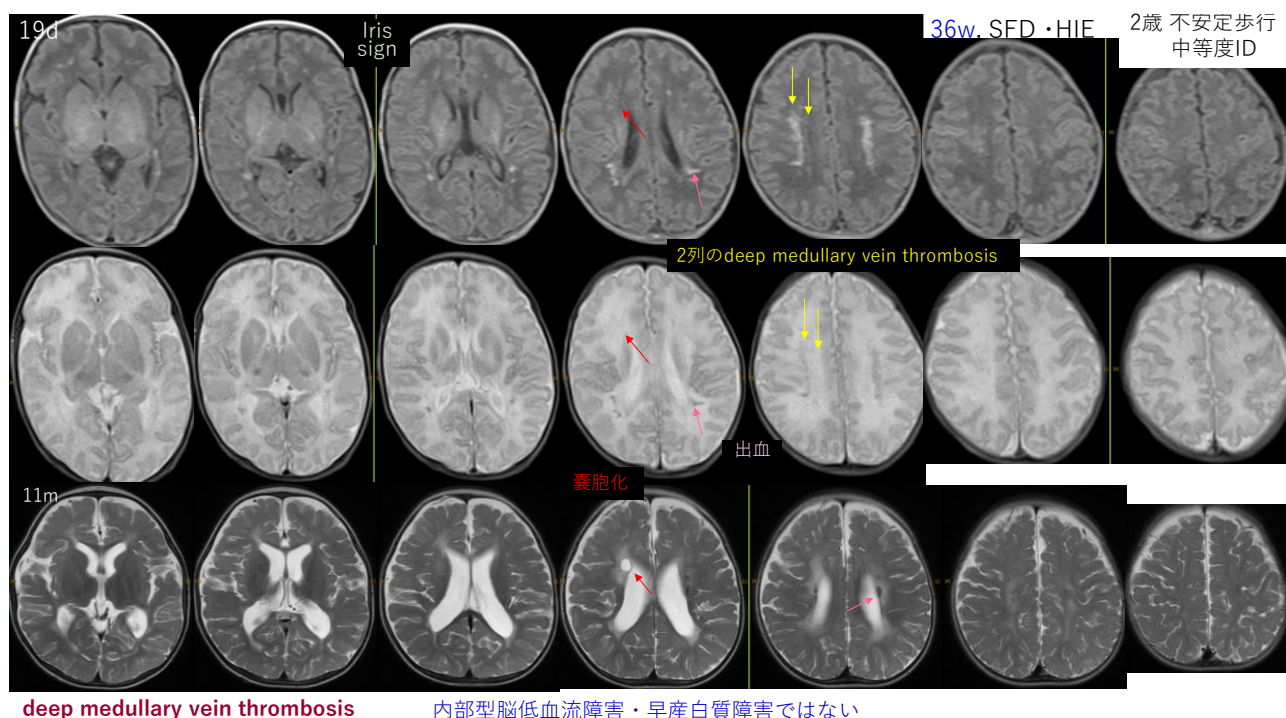 19d
Iris
sign
36w, SFD・HIE
2歳 不安定歩行
中等度ID
2列のdeep medullary vein thrombosis
出血
嚢胞化
11m
deep medullary vein thrombosis
内部型脳低血流障害・早産白質障害ではない